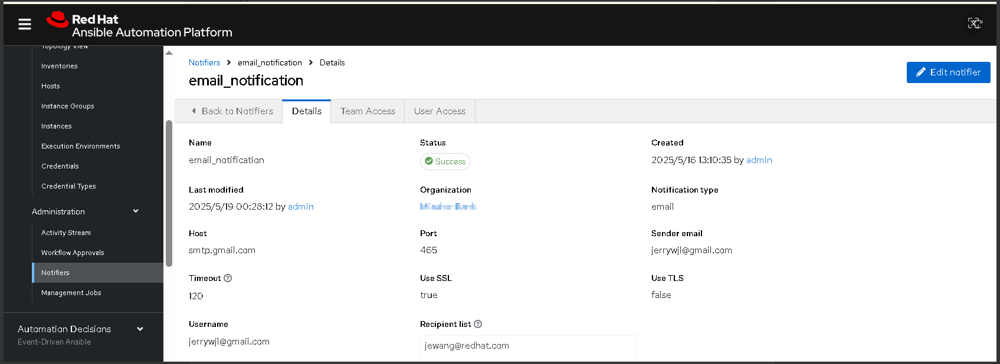 Red Hat
Ansible Automation Platform
Topology View
Inventories
Hosts
Instance Groups
Instances
Execution Environments
Credentials
Credential Types
Administration
Activity Stream
Workflow Approvals
Notifiers
Management Jobs
Automation Decisions
Event-Driven Ansible
Notifiers > email_notification > Details
email_notification
Edit notifier
Back to Notifiers Details Team Access User Access
Name Status Created
email_notification Success 2025/5/16 13:10:35 by admin
Last modified Organization Notification type
2025/5/19 00:28:12 by admin email
Host Port Sender email
smtp.gmail.com 465 jerrywjl@gmail.com
Timeout Use SSL Use TLS
120 true false
Username Recipient list
jerrywjl@gmail.com jewang@redhat.com